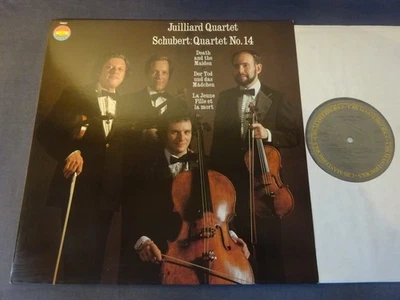 Juilliard Quartet
Schubert: Quartet No.14
Death
and the
Maiden
Der Tod
und das
Mädchen
La Jeune
Fille et
la mort